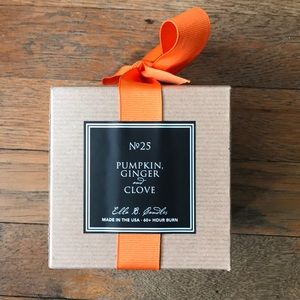 №25
PUMPKIN,
GINGER
and
CLOVE
Ella B. Candles
MADE IN THE USA · 60+ HOUR BURN